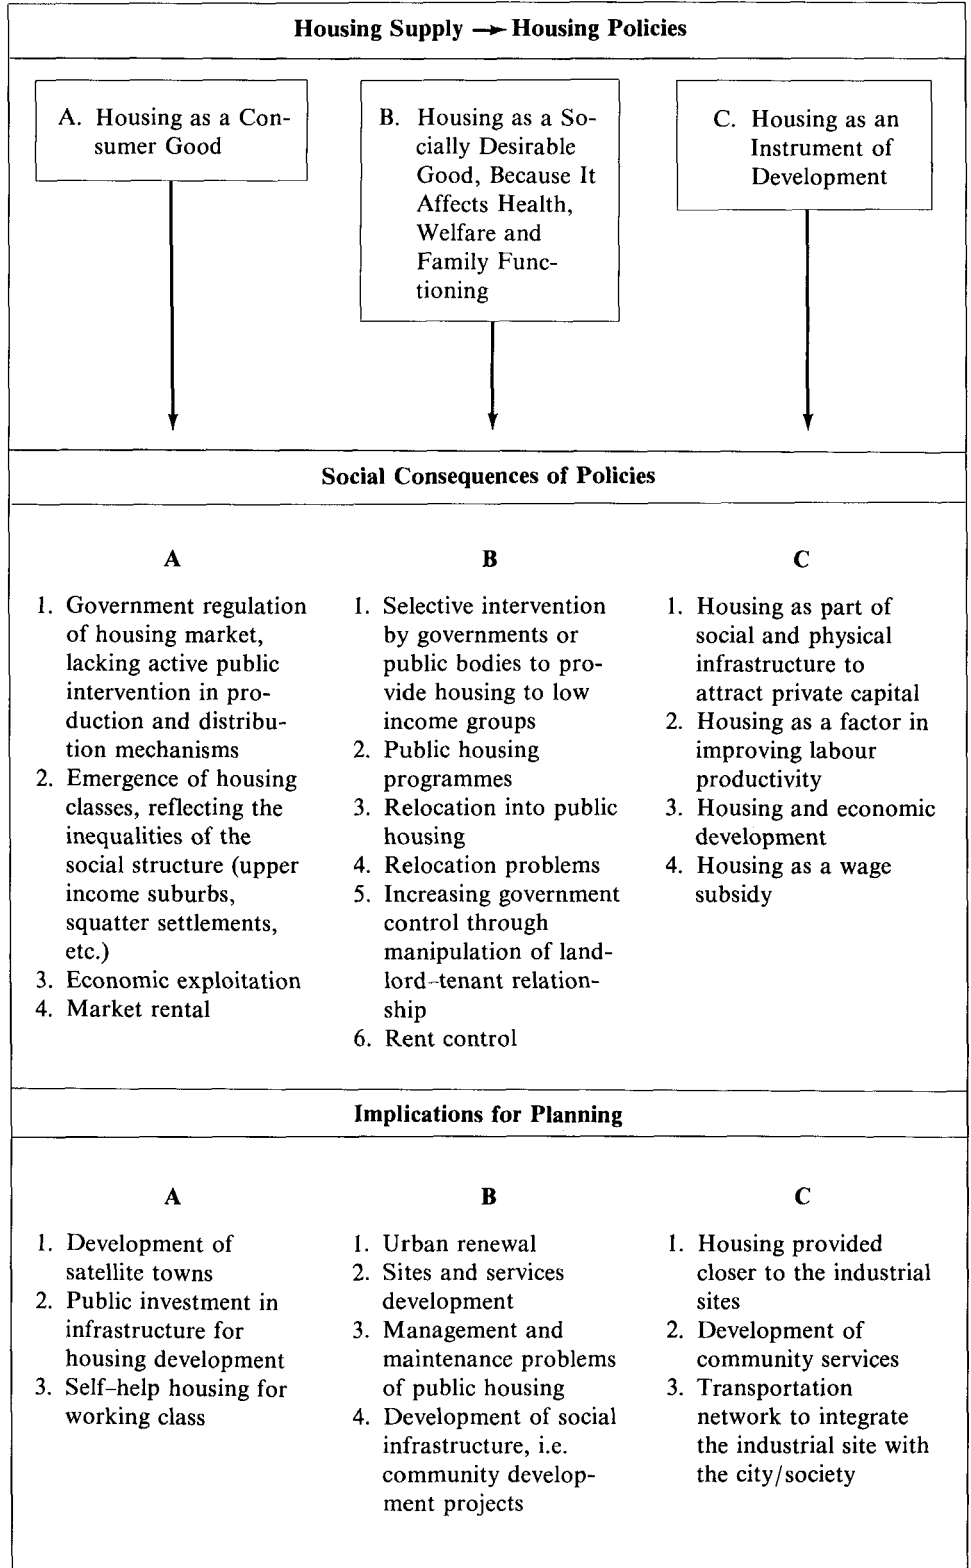 Housing Supply → Housing Policies
A. Housing as a Con-
sumer Good
B. Housing as a So-
cially Desirable
Good, Because It
Affects Health,
Welfare and
Family Func-
tioning
C. Housing as an
Instrument of
Development
Social Consequences of Policies
A
1. Government regulation
of housing market,
lacking active public
intervention in pro-
duction and distribu-
tion mechanisms
2. Emergence of housing
classes, reflecting the
inequalities of the
social structure (upper
income suburbs,
squatter settlements,
etc.)
3. Economic exploitation
4. Market rental
B
1. Selective intervention
by governments or
public bodies to pro-
vide housing to low
income groups
2. Public housing
programmes
3. Relocation into public
housing
4. Relocation problems
5. Increasing government
control through
manipulation of land-
lord–tenant relation-
ship
6. Rent control
C
1. Housing as part of
social and physical
infrastructure to
attract private capital
2. Housing as a factor in
improving labour
productivity
3. Housing and economic
development
4. Housing as a wage
subsidy
Implications for Planning
A
1. Development of
satellite towns
2. Public investment in
infrastructure for
housing development
3. Self-help housing for
working class
B
1. Urban renewal
2. Sites and services
development
3. Management and
maintenance problems
of public housing
4. Development of social
infrastructure, i.e.
community develop-
ment projects
C
1. Housing provided
closer to the industrial
sites
2. Development of
community services
3. Transportation
network to integrate
the industrial site with
the city/society